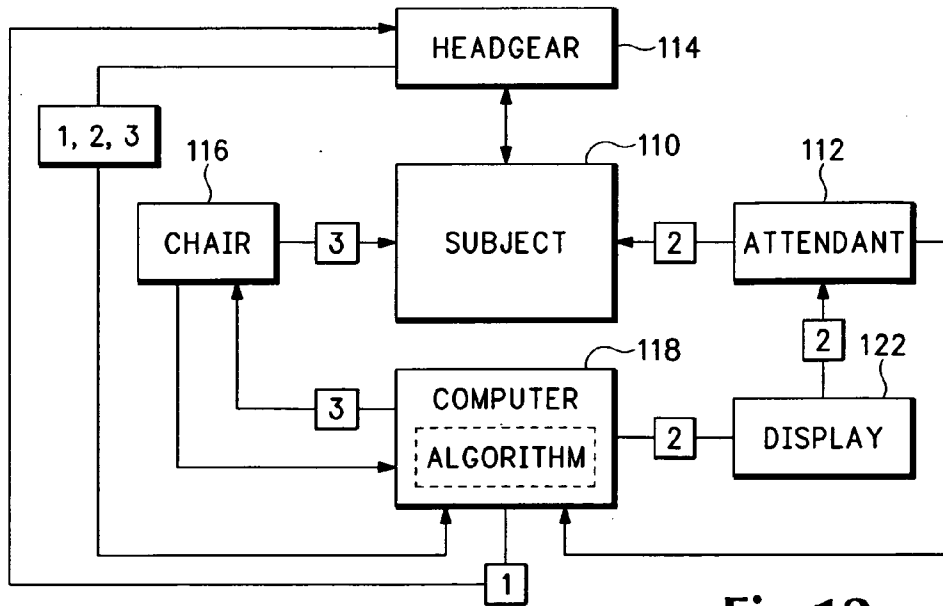 HEADGEAR
114
1, 2, 3
116
110
112
CHAIR
3
SUBJECT
2
ATTENDANT
2
118
122
3
COMPUTER
ALGORITHM
2
DISPLAY
1